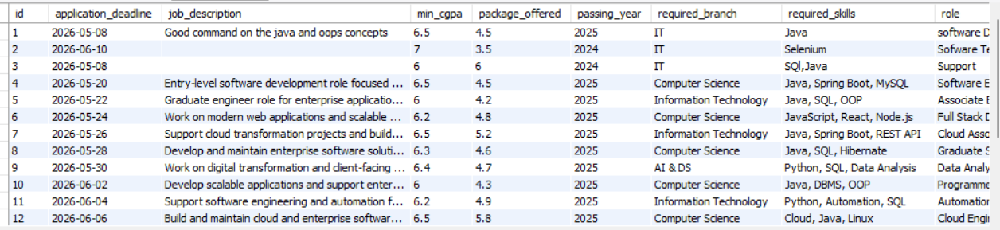 id application_deadline job_description min_cgpa package_offered passing_year required_branch required_skills role
1 2026-05-08 Good command on the java and oops concepts 6.5 4.5 2025 IT Java software D
2 2026-06-10 7 3.5 2024 IT Selenium Sofware Te
3 2026-05-08 6 6 2024 IT SQl,Java Support
4 2026-05-20 Entry-level software development role focused ... 6.5 4.5 2025 Computer Science Java, Spring Boot, MySQL Software E
5 2026-05-22 Graduate engineer role for enterprise applicatio... 6 4.2 2025 Information Technology Java, SQL, OOP Associate E
6 2026-05-24 Work on modern web applications and scalable ... 6.2 4.8 2025 Computer Science JavaScript, React, Node.js Full Stack D
7 2026-05-26 Support cloud transformation projects and build... 6.5 5.2 2025 Information Technology Java, Spring Boot, REST API Cloud Asso
8 2026-05-28 Develop and maintain enterprise software soluti... 6.3 4.6 2025 Computer Science Java, SQL, Hibernate Graduate S
9 2026-05-30 Work on digital transformation and client-facing ... 6.4 4.7 2025 AI & DS Python, SQL, Data Analysis Data Analy
10 2026-06-02 Develop scalable applications and support enter... 6 4.3 2025 Computer Science Java, DBMS, OOP Programme
11 2026-06-04 Support software engineering and automation f... 6.2 4.9 2025 Information Technology Python, Automation, SQL Automation
12 2026-06-06 Build and maintain cloud and enterprise softwar... 6.5 5.8 2025 Computer Science Cloud, Java, Linux Cloud Engi